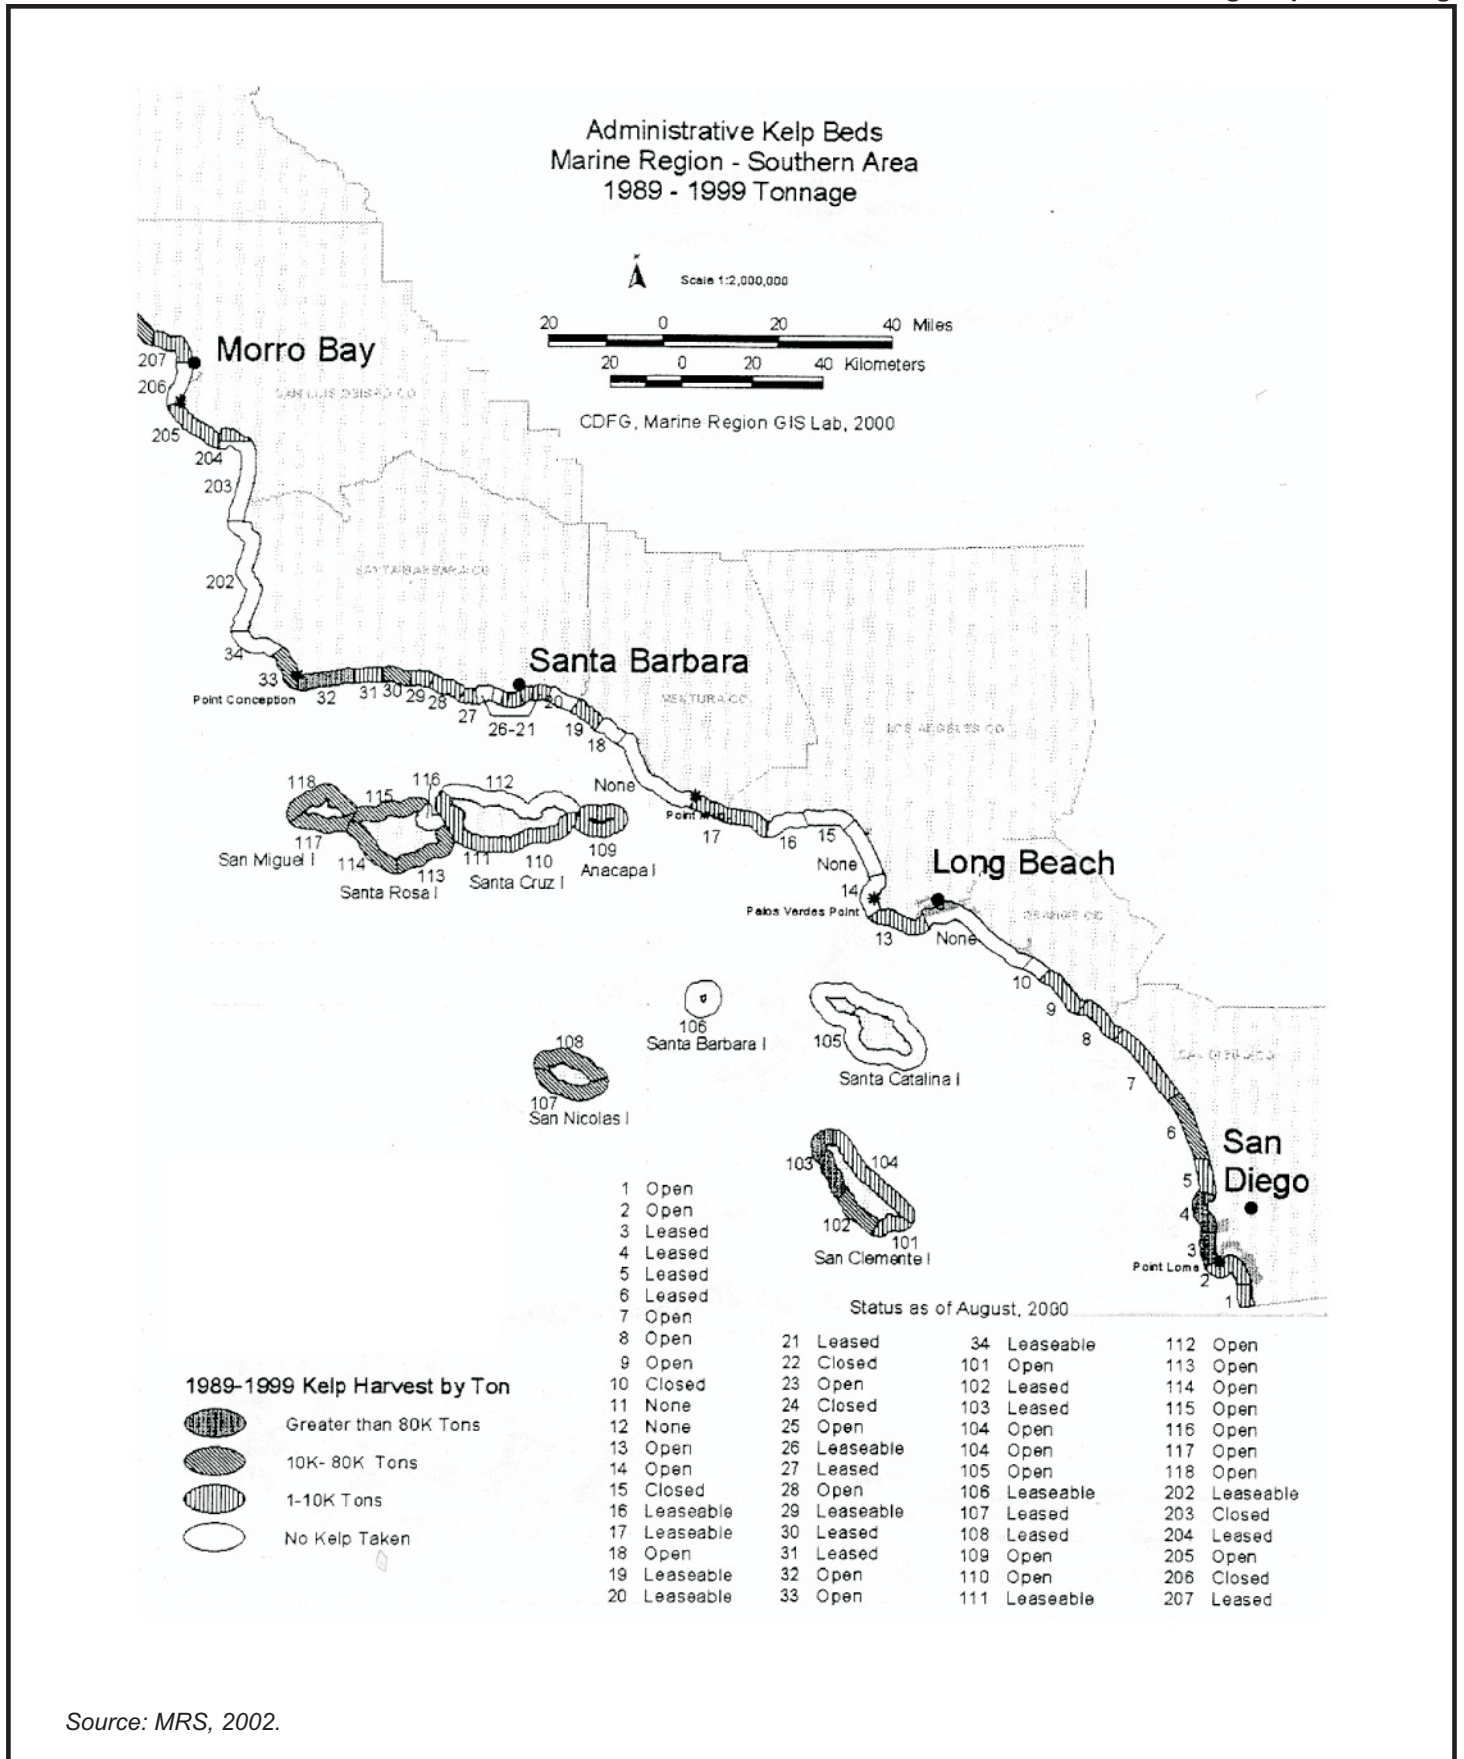 Administrative Kelp Beds
Marine Region - Southern Area
1989 - 1999 Tonnage
Scale 1:2,000,000
20 0 20 40 Miles
20 0 20 40 Kilometers
CDFG, Marine Region GIS Lab, 2000
Morro Bay
207
206
205
204
203
202
34
33
Point Conception
32
31
30
29
28
27
26-21
Santa Barbara
20
19
18
None
VENTURA CO
LOS ANGELES CO
17
16
15
None
14
Palos Verdes Point
13
Long Beach
None
10
9
8
7
6
5
4
3
2
1
San
Diego
Point Loma
118
117
San Miguel I
116
115
114
113
Santa Rosa I
112
111
110
Santa Cruz I
109
Anacapa I
106
Santa Barbara I
105
Santa Catalina I
108
107
San Nicolas I
103
104
102
101
San Clemente I
Status as of August, 2000
1 Open
2 Open
3 Leased
4 Leased
5 Leased
6 Leased
7 Open
8 Open
9 Open
10 Closed
11 None
12 None
13 Open
14 Open
15 Closed
16 Leaseable
17 Leaseable
18 Open
19 Leaseable
20 Leaseable
21 Leased
22 Closed
23 Open
24 Closed
25 Open
26 Leaseable
27 Leased
28 Open
29 Leaseable
30 Leased
31 Leased
32 Open
33 Open
34 Leaseable
101 Open
102 Leased
103 Leased
104 Open
104 Open
105 Open
106 Leaseable
107 Leased
108 Leased
109 Open
110 Open
111 Leaseable
112 Open
113 Open
114 Open
115 Open
116 Open
117 Open
118 Open
202 Leaseable
203 Closed
204 Leased
205 Open
206 Closed
207 Leased
1989-1999 Kelp Harvest by Ton
Greater than 80K Tons
10K- 80K Tons
1-10K Tons
No Kelp Taken
Source: MRS, 2002.